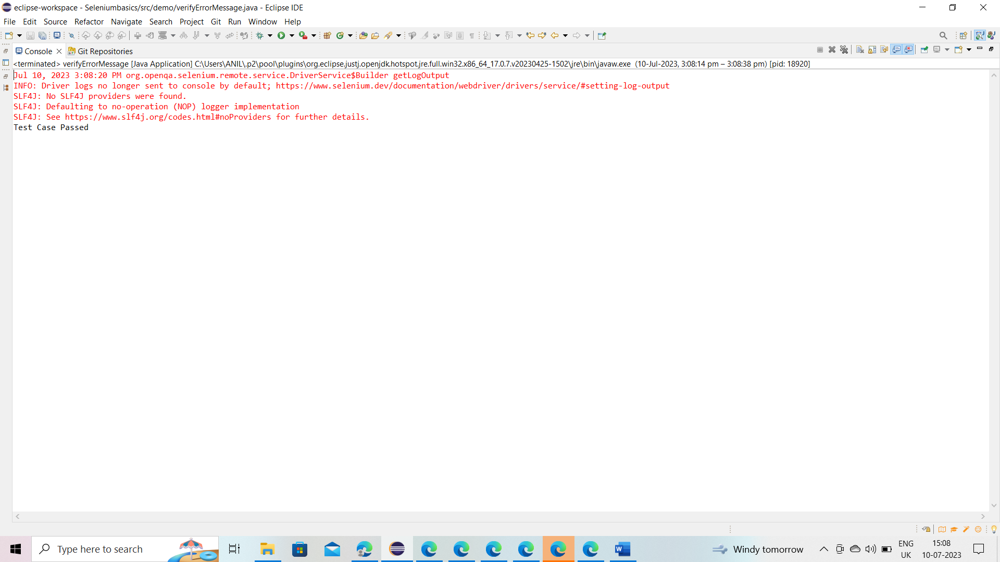 eclipse-workspace - Seleniumbasics/src/demo/verifyErrorMessage.java - Eclipse IDE
File Edit Source Refactor Navigate Search Project Git Run Window Help
Console Git Repositories
<terminated> verifyErrorMessage [Java Application] C:\Users\ANIL\.p2\pool\plugins\org.eclipse.justj.openjdk.hotspot.jre.full.win32.x86_64_17.0.7.v20230425-1502\jre\bin\javaw.exe (10-Jul-2023, 3:08:14 pm – 3:08:38 pm) [pid: 18920]
Jul 10, 2023 3:08:20 PM org.openqa.selenium.remote.service.DriverService$Builder getLogOutput
INFO: Driver logs no longer sent to console by default; https://www.selenium.dev/documentation/webdriver/drivers/service/#setting-log-output
SLF4J: No SLF4J providers were found.
SLF4J: Defaulting to no-operation (NOP) logger implementation
SLF4J: See https://www.slf4j.org/codes.html#noProviders for further details.
Test Case Passed
Type here to search
Windy tomorrow
ENG
UK
15:08
10-07-2023